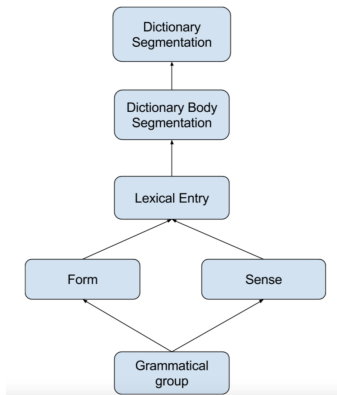 Dictionary
Segmentation
Dictionary Body
Segmentation
Lexical Entry
Form
Sense
Grammatical
group